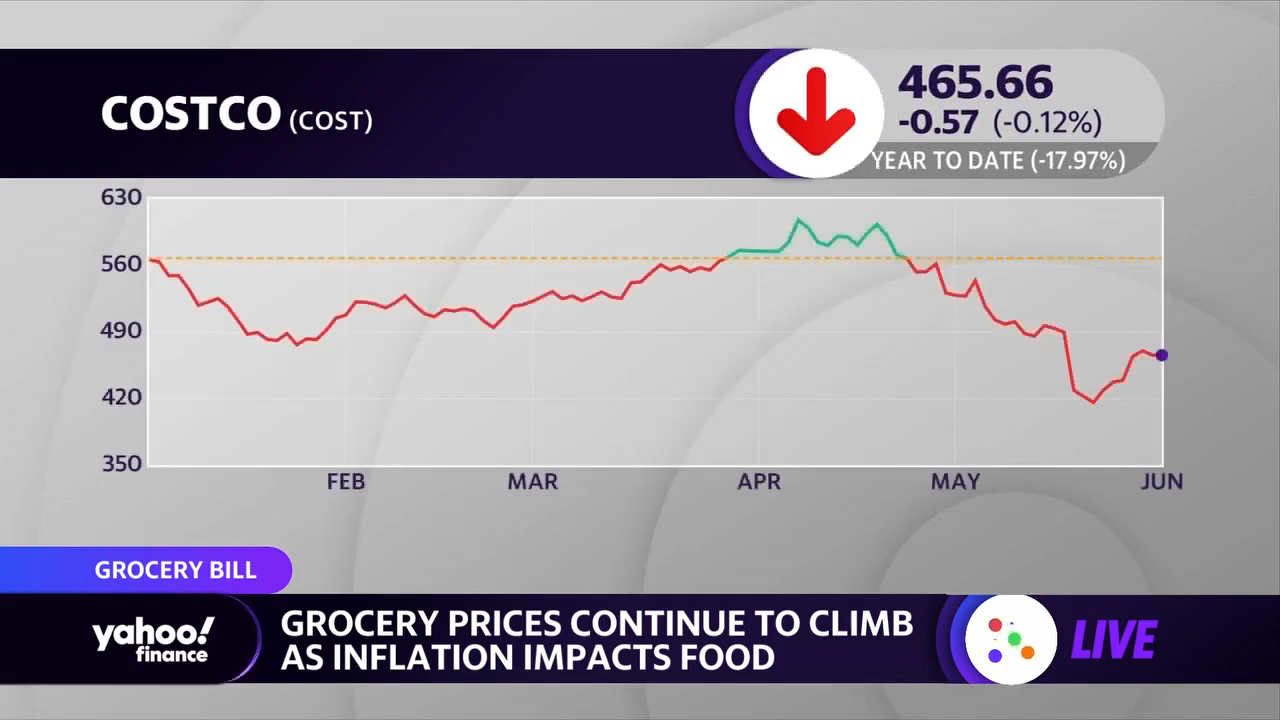 COSTCO (COST)
465.66
-0.57 (-0.12%)
YEAR TO DATE (-17.97%)
630
560
490
420
350
FEB MAR APR MAY JUN
GROCERY BILL
yahoo!
finance
GROCERY PRICES CONTINUE TO CLIMB
AS INFLATION IMPACTS FOOD
LIVE